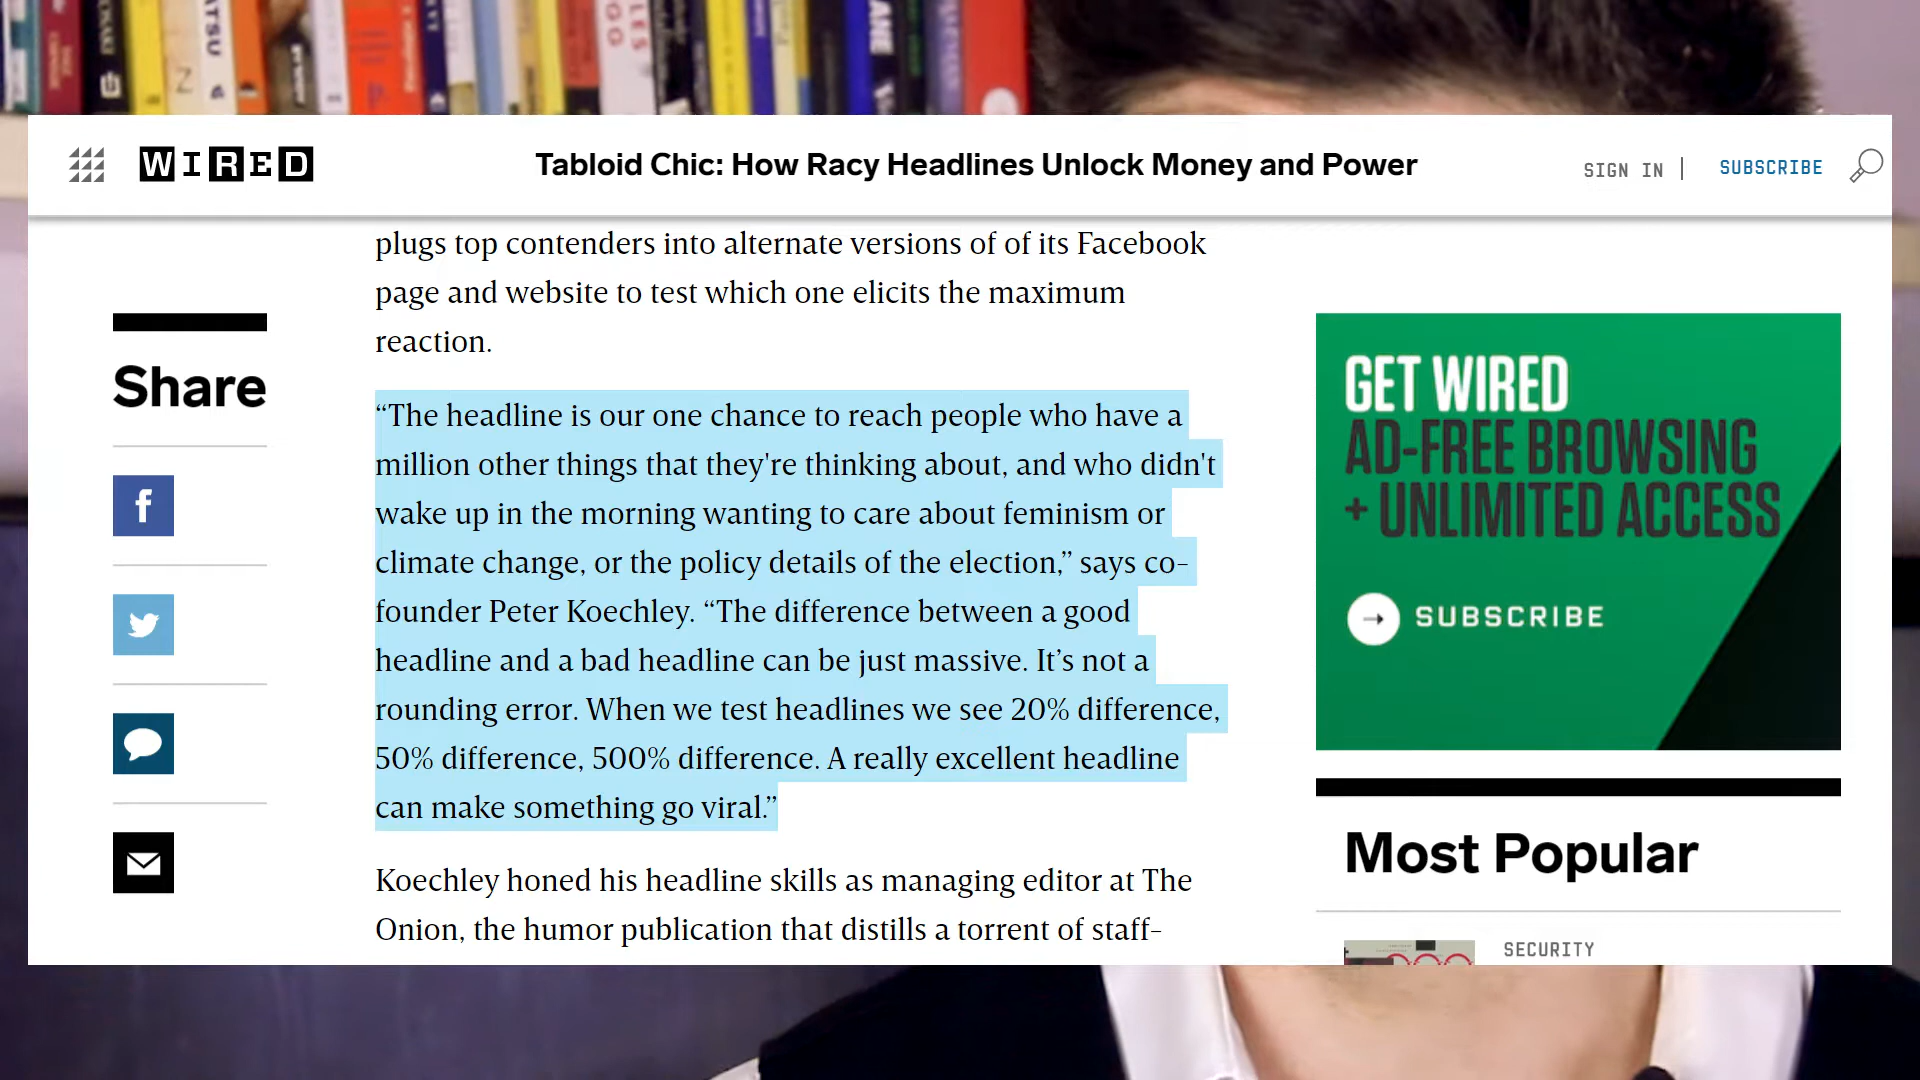 WIRED
Tabloid Chic: How Racy Headlines Unlock Money and Power
SIGN IN
SUBSCRIBE
plugs top contenders into alternate versions of of its Facebook
page and website to test which one elicits the maximum
reaction.
Share
“The headline is our one chance to reach people who have a
million other things that they're thinking about, and who didn't
wake up in the morning wanting to care about feminism or
climate change, or the policy details of the election,” says co-
founder Peter Koechley. “The difference between a good
headline and a bad headline can be just massive. It’s not a
rounding error. When we test headlines we see 20% difference,
50% difference, 500% difference. A really excellent headline
can make something go viral.”
Koechley honed his headline skills as managing editor at The
Onion, the humor publication that distills a torrent of staff-
GET WIRED
AD-FREE BROWSING
+ UNLIMITED ACCESS
SUBSCRIBE
Most Popular
SECURITY